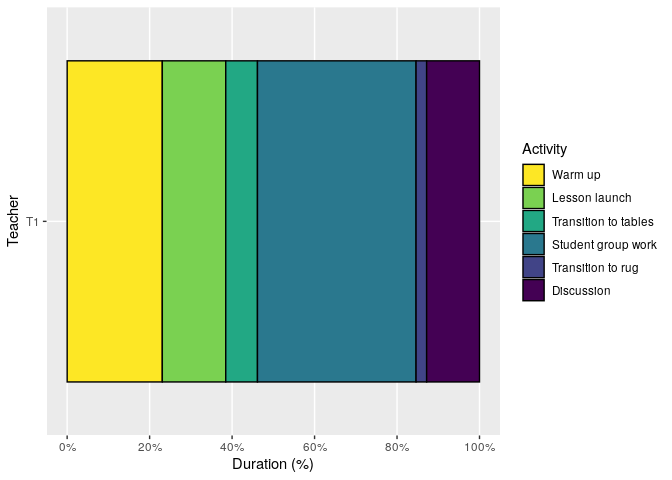 Teacher
T1
0% 20% 40% 60% 80% 100%
Duration (%)
Activity
Warm up
Lesson launch
Transition to tables
Student group work
Transition to rug
Discussion